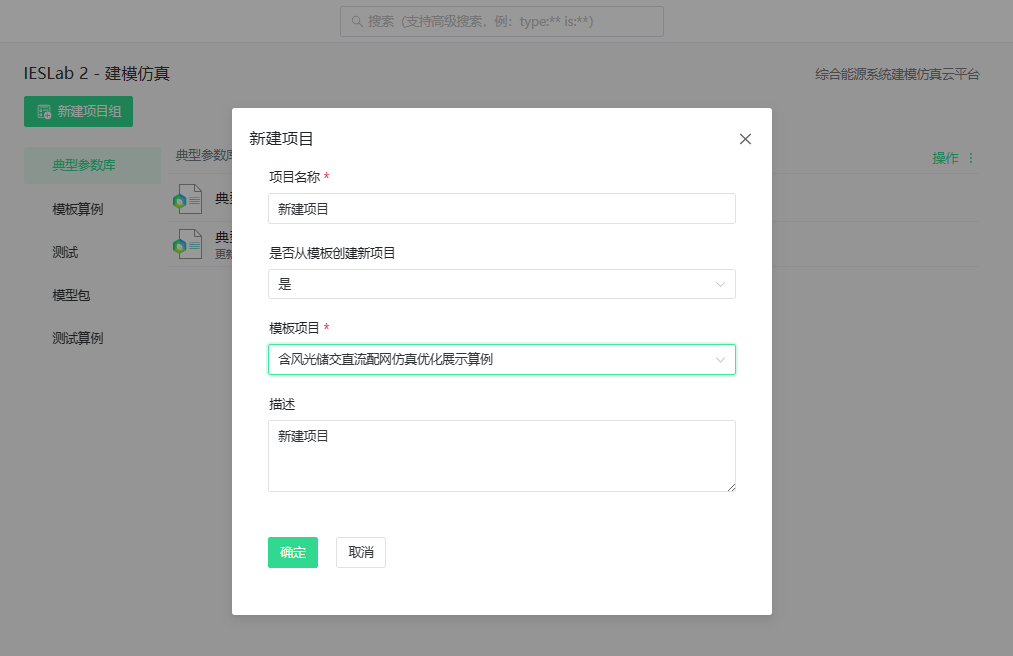 搜索（支持高级搜索，例：type:** is:**）
IESLab 2 - 建模仿真
综合能源系统建模仿真云平台
新建项目组
典型参数库
模板算例
测试
模型包
测试算例
典型参数
操作
典
典
更新
新建项目
项目名称 *
新建项目
是否从模板创建新项目
是
模板项目 *
含风光储交直流配网仿真优化展示算例
描述
新建项目
确定
取消